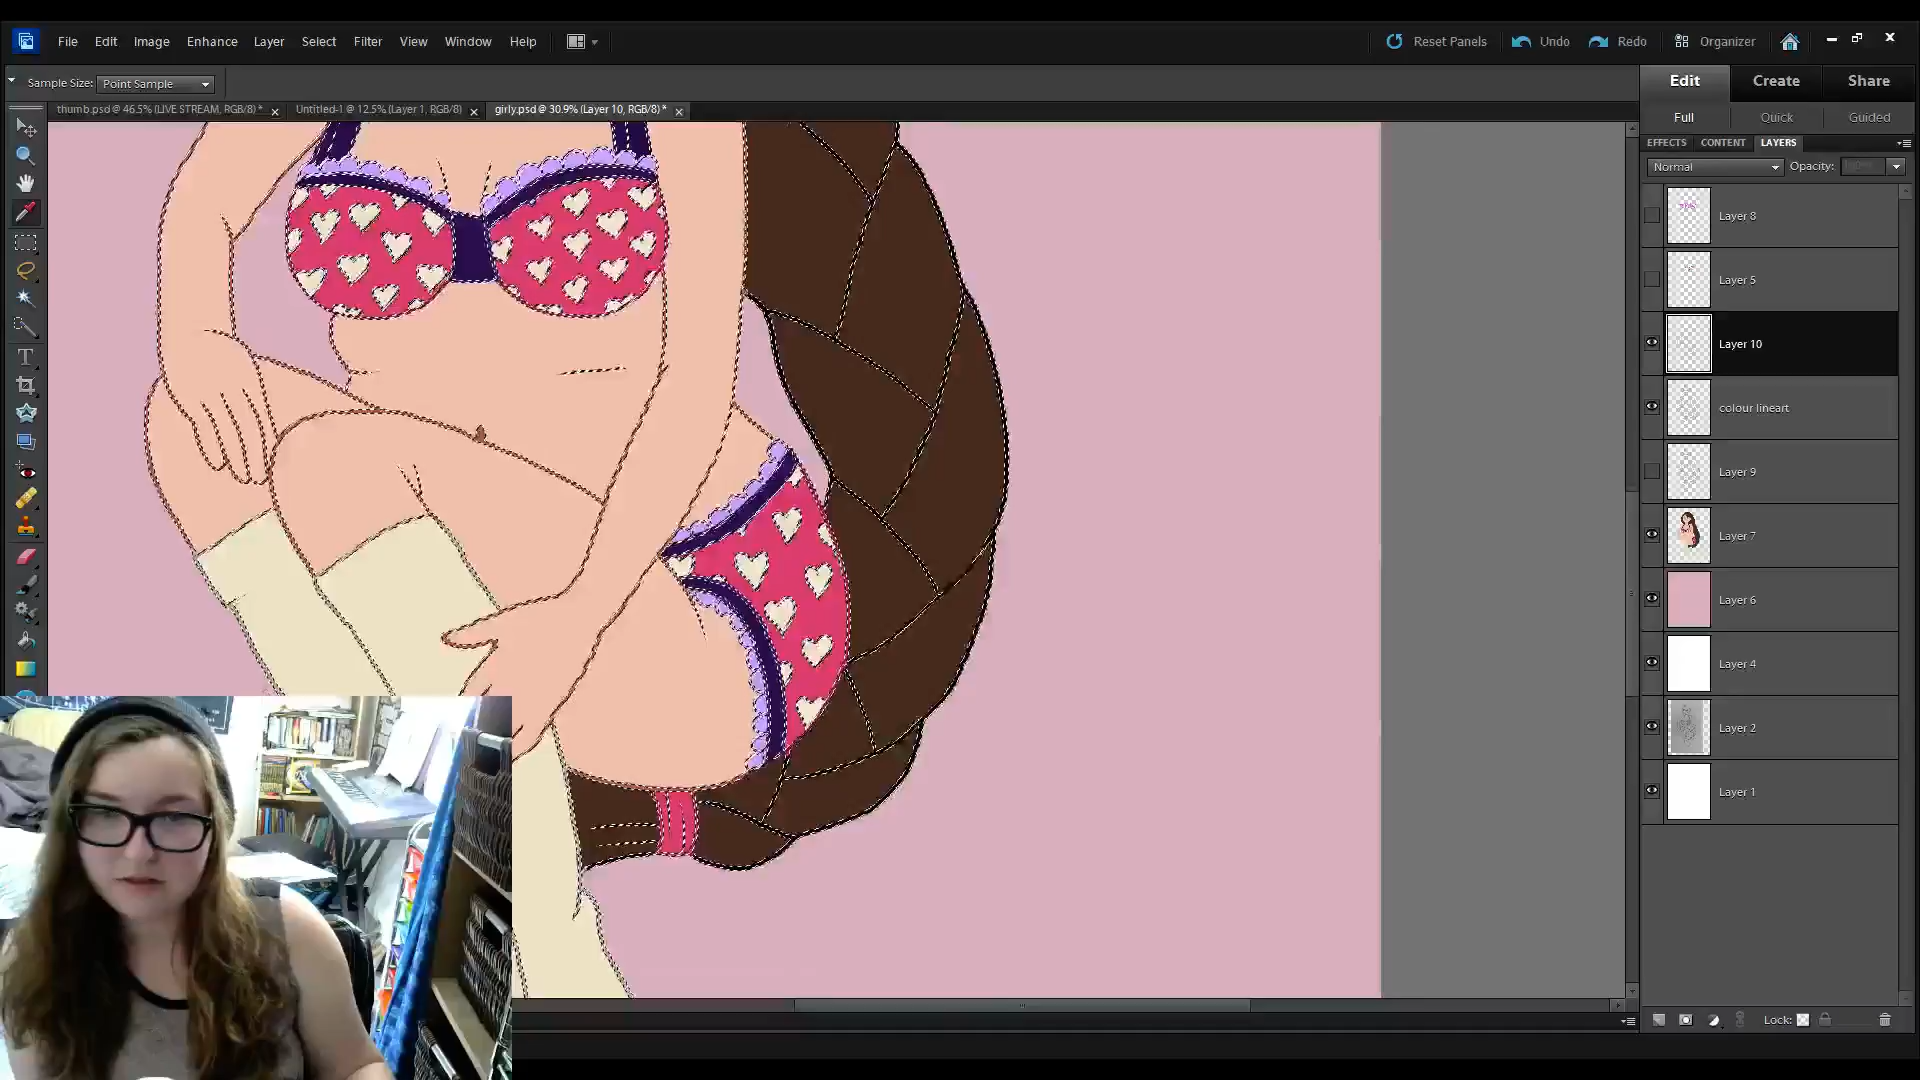 File Edit Image Enhance Layer Select Filter View Window Help
Reset Panels Undo Redo Organizer
Sample Size: Point Sample
Edit Create Share
thumb.psd @ 46.5% (LIVE STREAM, RGB/8) * Untitled-1 @ 12.5% (Layer 1, RGB/8) girly.psd @ 30.9% (Layer 10, RGB/8) *
Full Quick Guided
EFFECTS CONTENT LAYERS
Normal Opacity:
Layer 8
Layer 5
Layer 10
colour lineart
Layer 9
Layer 7
Layer 6
Layer 4
Layer 2
Layer 1
Lock: